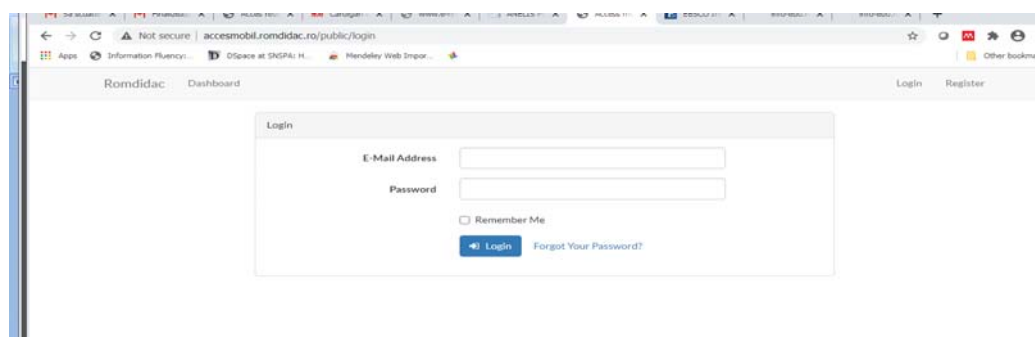 Not secure | accesmobil.romdidac.ro/public/login
Apps Information Fluency... DSpace at SNSPA: H... Mendeley Web Impor... Other bookma
Romdidac Dashboard Login Register
Login
E-Mail Address
Password
Remember Me
Login Forgot Your Password?